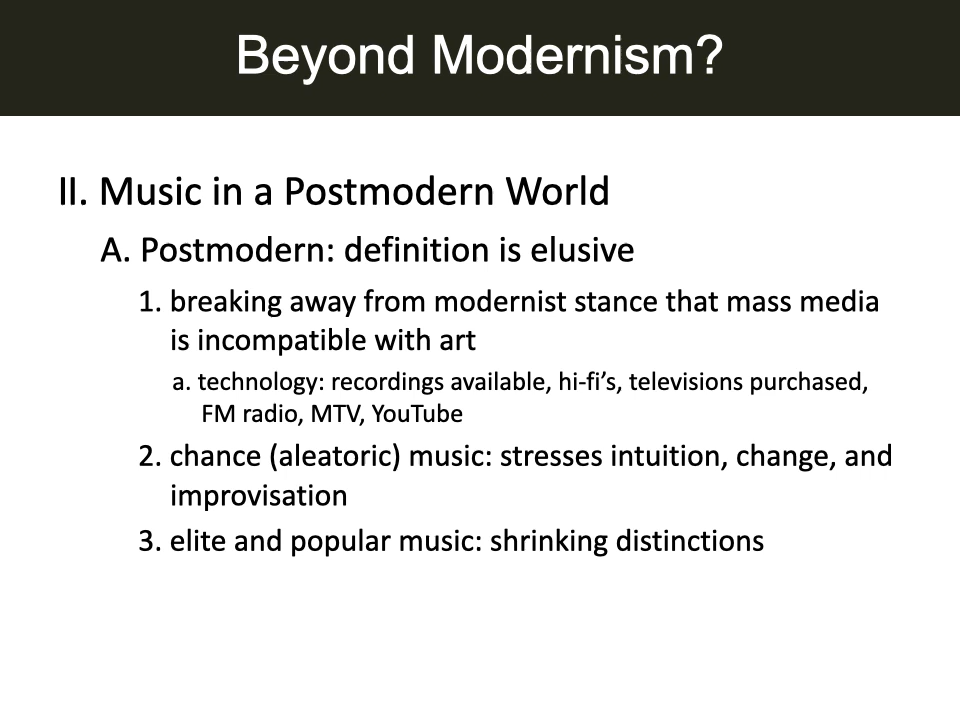 Beyond Modernism?
II. Music in a Postmodern World
A. Postmodern: definition is elusive
1. breaking away from modernist stance that mass media
is incompatible with art
a. technology: recordings available, hi-fi’s, televisions purchased,
FM radio, MTV, YouTube
2. chance (aleatoric) music: stresses intuition, change, and
improvisation
3. elite and popular music: shrinking distinctions